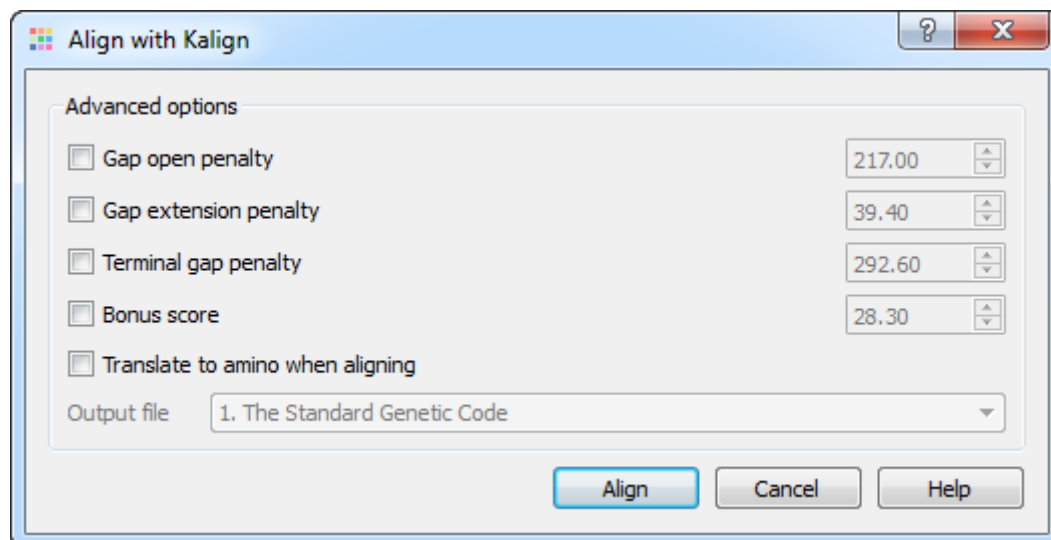 Align with Kalign
?
X
Advanced options
Gap open penalty 217.00
Gap extension penalty 39.40
Terminal gap penalty 292.60
Bonus score 28.30
Translate to amino when aligning
Output file 1. The Standard Genetic Code
Align Cancel Help